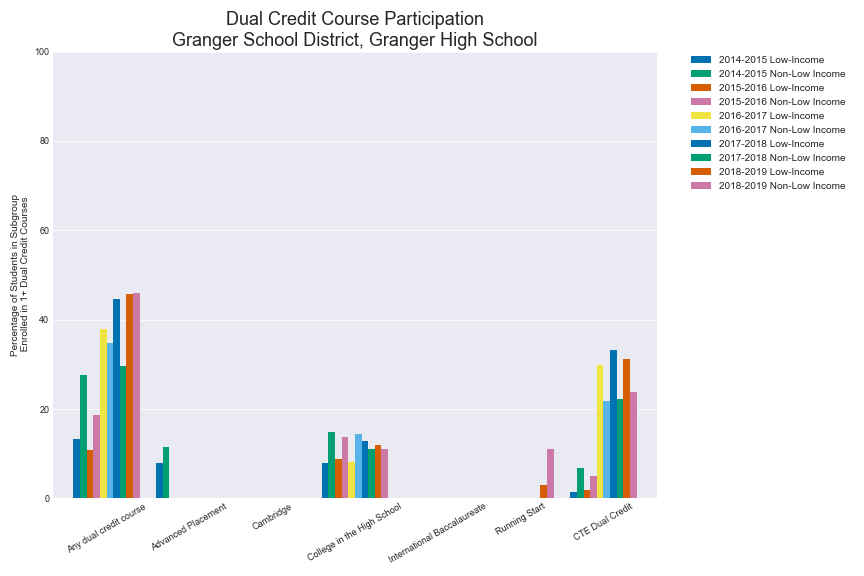 Dual Credit Course Participation
Granger School District, Granger High School
100
80
60
40
20
0
Percentage of Students in Subgroup
Enrolled in 1+ Dual Credit Courses
Any dual credit course
Advanced Placement
Cambridge
College in the High School
International Baccalaureate
Running Start
CTE Dual Credit
2014-2015 Low-Income
2014-2015 Non-Low Income
2015-2016 Low-Income
2015-2016 Non-Low Income
2016-2017 Low-Income
2016-2017 Non-Low Income
2017-2018 Low-Income
2017-2018 Non-Low Income
2018-2019 Low-Income
2018-2019 Non-Low Income